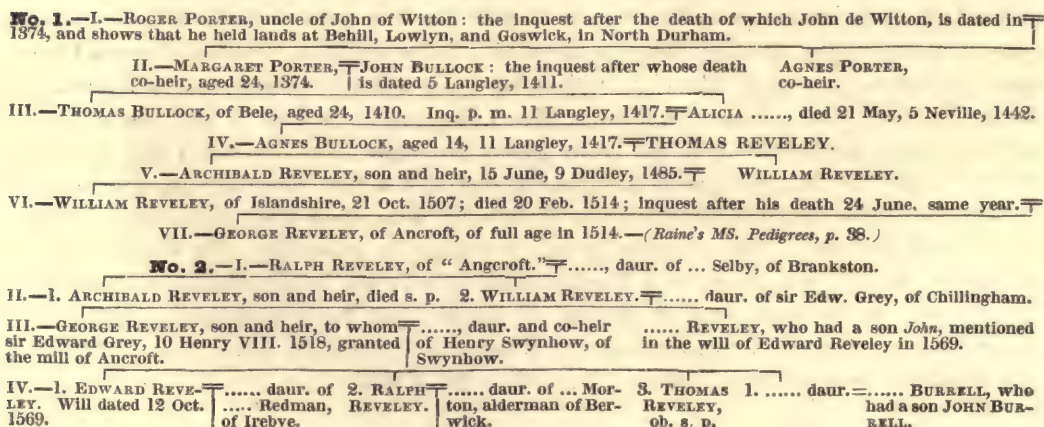 No. 1.—I.—ROGER PORTER, uncle of John of Witton: the inquest after the death of which John de Witton, is dated in
1374, and shows that he held lands at Behill, Lowlyn, and Goswick, in North Durham.
II.—MARGARET PORTER, JOHN BULLOCK: the inquest after whose death AGNES PORTER,
co-heir, aged 24, 1374. is dated 5 Langley, 1411. co-heir.
III.—THOMAS BULLOCK, of Bele, aged 24, 1410. Inq. p. m. 11 Langley, 1417. ALICIA ......, died 21 May, 5 Neville, 1442.
IV.—AGNES BULLOCK, aged 14, 11 Langley, 1417. THOMAS REVELEY.
V.—ARCHIBALD REVELEY, son and heir, 15 June, 9 Dudley, 1485. WILLIAM REVELEY.
VI.—WILLIAM REVELEY, of Islandshire, 21 Oct. 1507; died 20 Feb. 1514; inquest after his death 24 June, same year.
VII.—GEORGE REVELEY, of Ancroft, of full age in 1514.—(Raine's MS. Pedigrees, p. 38.)
No. 2.—I.—RALPH REVELEY, of "Angcroft." ......, daur. of ... Selby, of Brankston.
II.—1. ARCHIBALD REVELEY, son and heir, died s. p. 2. WILLIAM REVELEY. ...... daur. of sir Edw. Grey, of Chillingham.
III.—GEORGE REVELEY, son and heir, to whom ......, daur. and co-heir ...... REVELEY, who had a son John, mentioned
sir Edward Grey, 10 Henry VIII. 1518, granted of Henry Swynhow, of in the will of Edward Reveley in 1569.
the mill of Ancroft. Swynhow.
IV.—1. EDWARD REVE- ...... daur. of 2. RALPH ...... daur. of ... Mor- 3. THOMAS 1. ...... daur.=...... BURRELL, who
LEY. Will dated 12 Oct. ..... Redman, REVELEY. ton, alderman of Ber- REVELEY, had a son JOHN BUR-
1569. of Irebye. wick. ob. s. p. RELL.